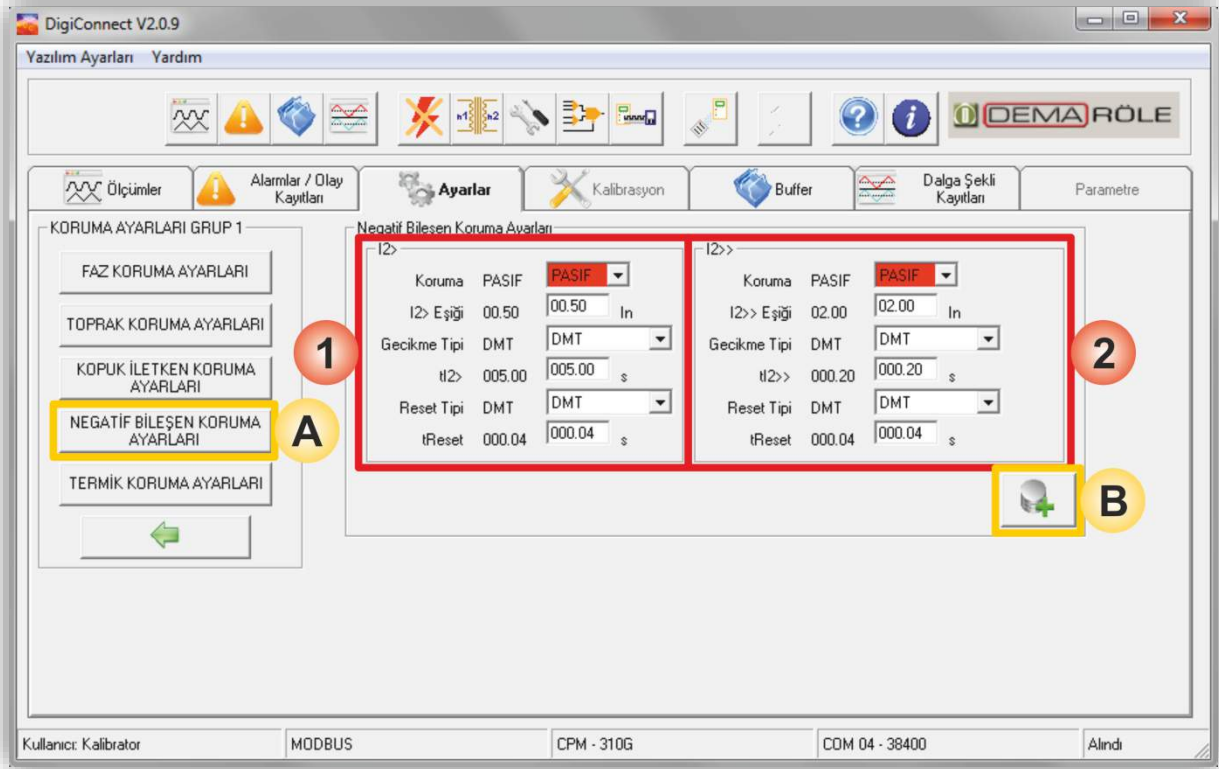 DigiConnect V2.0.9
Yazılım Ayarları Yardım
n1 n2
DEMA RÖLE
Ölçümler
Alarmlar / Olay
Kayıtları
Ayarlar
Kalibrasyon
Buffer
Dalga Şekli
Kayıtları
Parametre
KORUMA AYARLARI GRUP 1
FAZ KORUMA AYARLARI
TOPRAK KORUMA AYARLARI
KOPUK İLETKEN KORUMA
AYARLARI
NEGATİF BİLEŞEN KORUMA
AYARLARI
A
TERMİK KORUMA AYARLARI
Negatif Bileşen Koruma Ayarları
1
I2>
Koruma PASIF PASIF
I2> Eşiği 00.50 00.50 In
Gecikme Tipi DMT DMT
tI2> 005.00 005.00 s
Reset Tipi DMT DMT
tReset 000.04 000.04 s
I2>>
Koruma PASIF PASIF
I2>> Eşiği 02.00 02.00 In
Gecikme Tipi DMT DMT
tI2>> 000.20 000.20 s
Reset Tipi DMT DMT
tReset 000.04 000.04 s
2
B
Kullanıcı: Kalibrator
MODBUS
CPM - 310G
COM 04 - 38400
Alındı